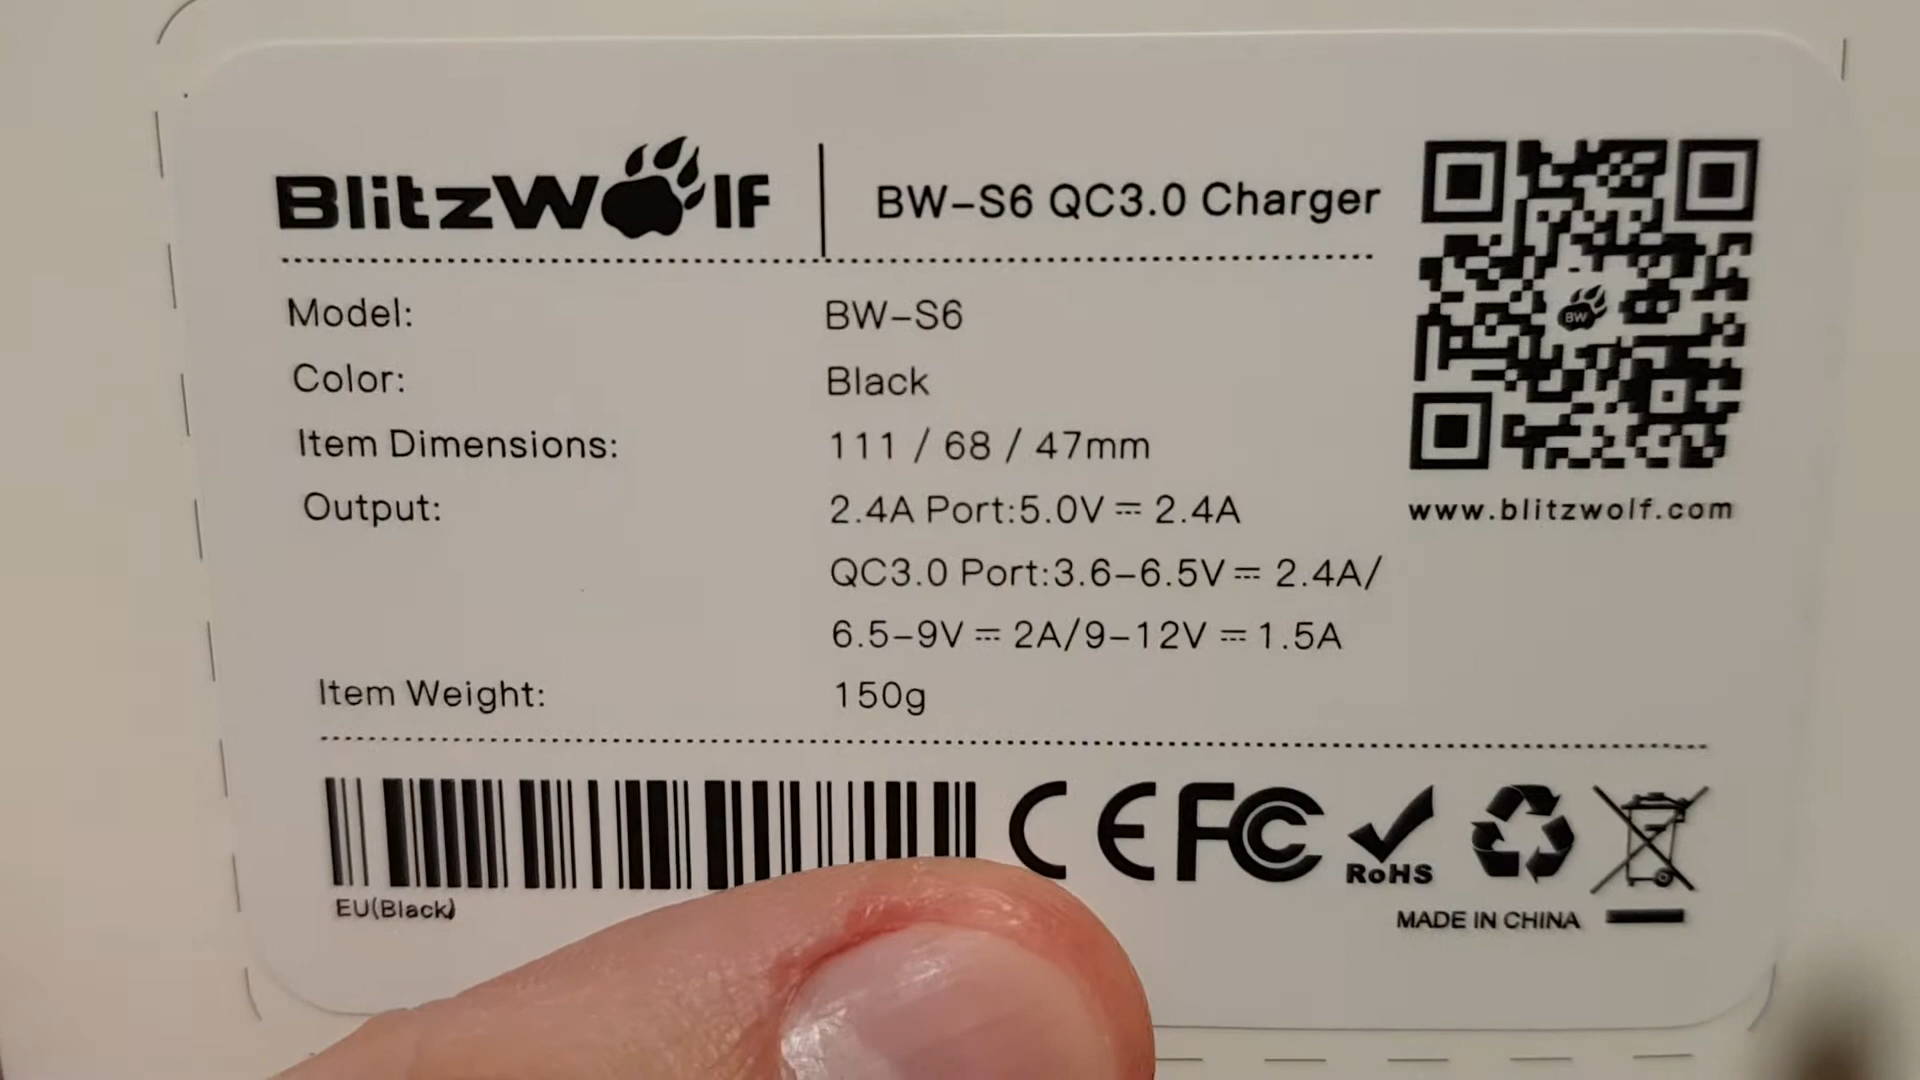 BlitzWolf
BW-S6 QC3.0 Charger
Model: BW-S6
Color: Black
Item Dimensions: 111 / 68 / 47mm
Output: 2.4A Port:5.0V ⎓ 2.4A
QC3.0 Port:3.6-6.5V ⎓ 2.4A/
6.5-9V ⎓ 2A/9-12V ⎓ 1.5A
Item Weight: 150g
BW
www.blitzwolf.com
EU(Black)
CE FC RoHS
MADE IN CHINA